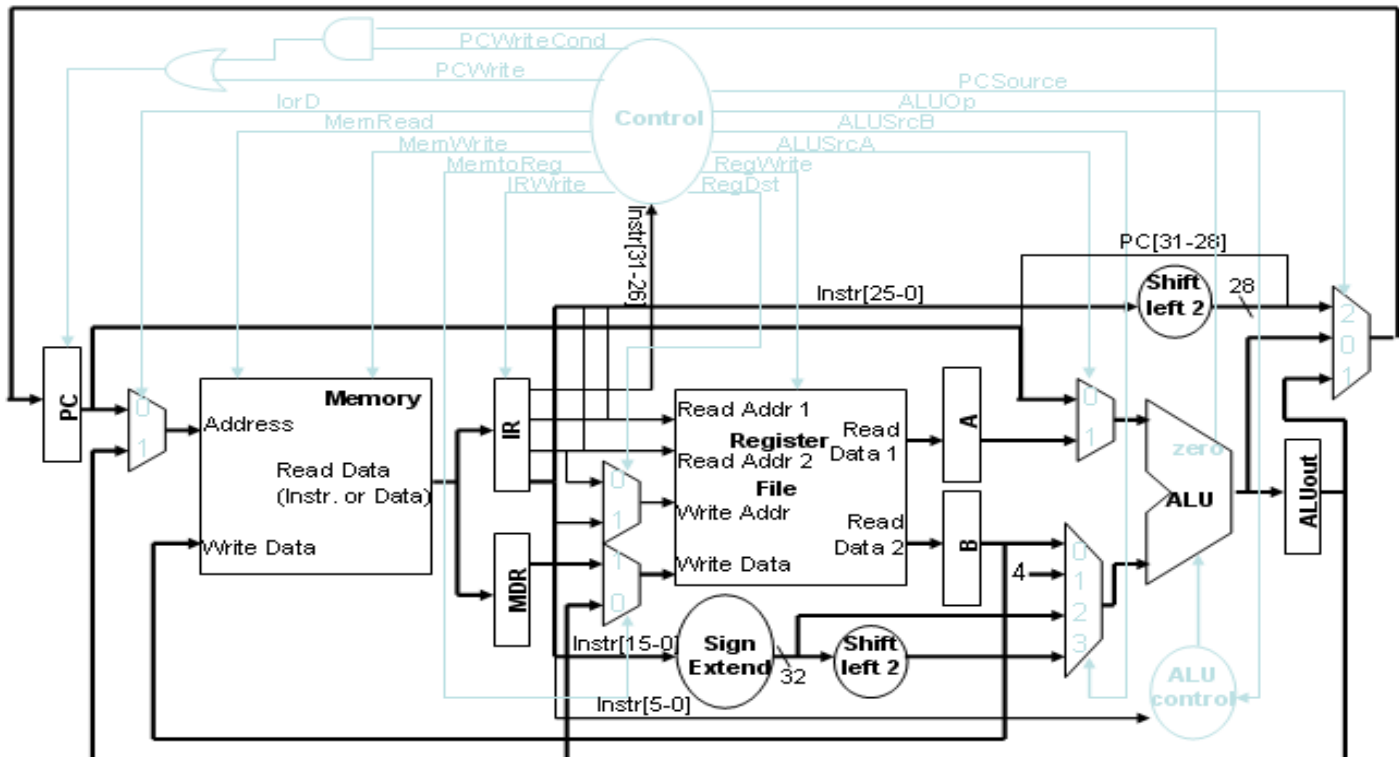 PCWriteCond
PCWrite
PCSource
IorD
ALUOp
MemRead
Control
ALUSrcB
MemWrite
ALUSrcA
MemtoReg
RegWrite
IRWrite
RegDst
Instr[31-26]
PC[31-28]
Instr[25-0]
Shift
left 2
28
2
0
1
PC
0
1
Memory
Address
Read Data
(Instr. or Data)
Write Data
IR
MDR
0
1
1
0
Read Addr 1
Register
Read Addr 2
File
Write Addr
Write Data
Read
Data 1
Read
Data 2
A
B
0
1
4
0
1
2
3
zero
ALU
ALUout
Instr[15-0]
Sign
Extend
32
Shift
left 2
Instr[5-0]
ALU
control